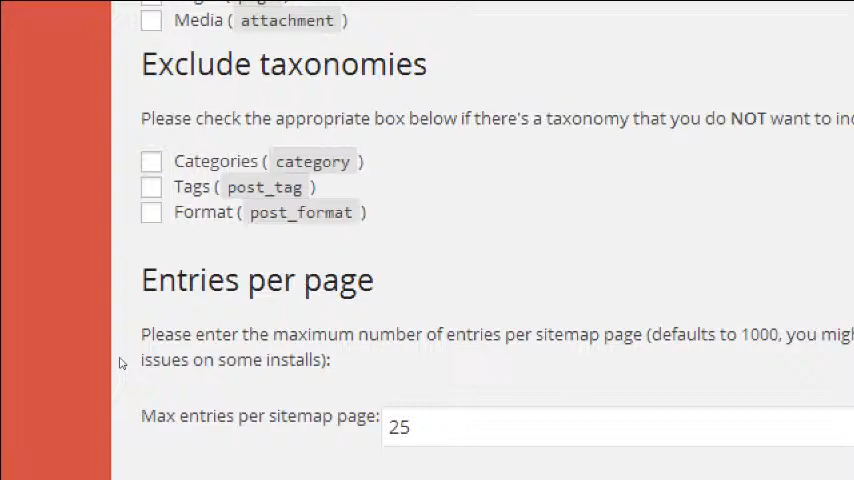 Media ( attachment )
Exclude taxonomies
Please check the appropriate box below if there's a taxonomy that you do NOT want to
Categories ( category )
Tags ( post_tag )
Format ( post_format )
Entries per page
Please enter the maximum number of entries per sitemap page (defaults to 1000, you
issues on some installs):
Max entries per sitemap page:
25